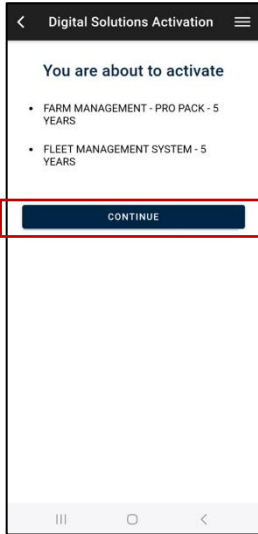 Digital Solutions Activation
You are about to activate
• FARM MANAGEMENT - PRO PACK - 5
YEARS
• FLEET MANAGEMENT SYSTEM - 5
YEARS
CONTINUE